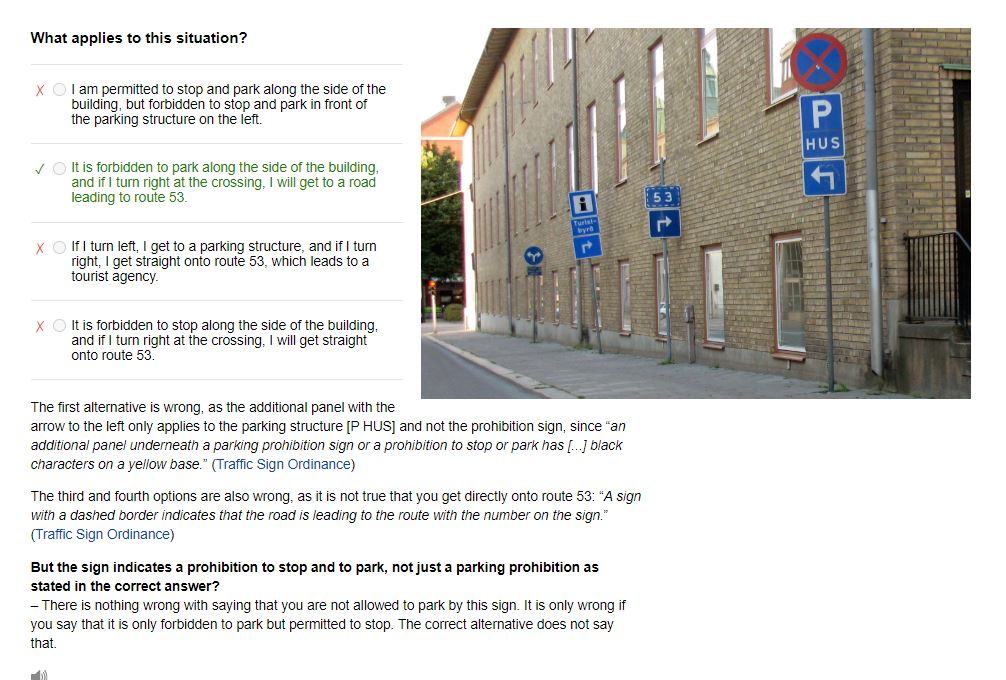 What applies to this situation?
I am permitted to stop and park along the side of the
building, but forbidden to stop and park in front of
the parking structure on the left.
It is forbidden to park along the side of the building,
and if I turn right at the crossing, I will get to a road
leading to route 53.
If I turn left, I get to a parking structure, and if I turn
right, I get straight onto route 53, which leads to a
tourist agency.
It is forbidden to stop along the side of the building,
and if I turn right at the crossing, I will get straight
onto route 53.
P
HUS
53
i
Turist-
byrå
The first alternative is wrong, as the additional panel with the
arrow to the left only applies to the parking structure [P HUS] and not the prohibition sign, since “an
additional panel underneath a parking prohibition sign or a prohibition to stop or park has [...] black
characters on a yellow base.” (Traffic Sign Ordinance)
The third and fourth options are also wrong, as it is not true that you get directly onto route 53: “A sign
with a dashed border indicates that the road is leading to the route with the number on the sign.”
(Traffic Sign Ordinance)
But the sign indicates a prohibition to stop and to park, not just a parking prohibition as
stated in the correct answer?
– There is nothing wrong with saying that you are not allowed to park by this sign. It is only wrong if
you say that it is only forbidden to park but permitted to stop. The correct alternative does not say
that.